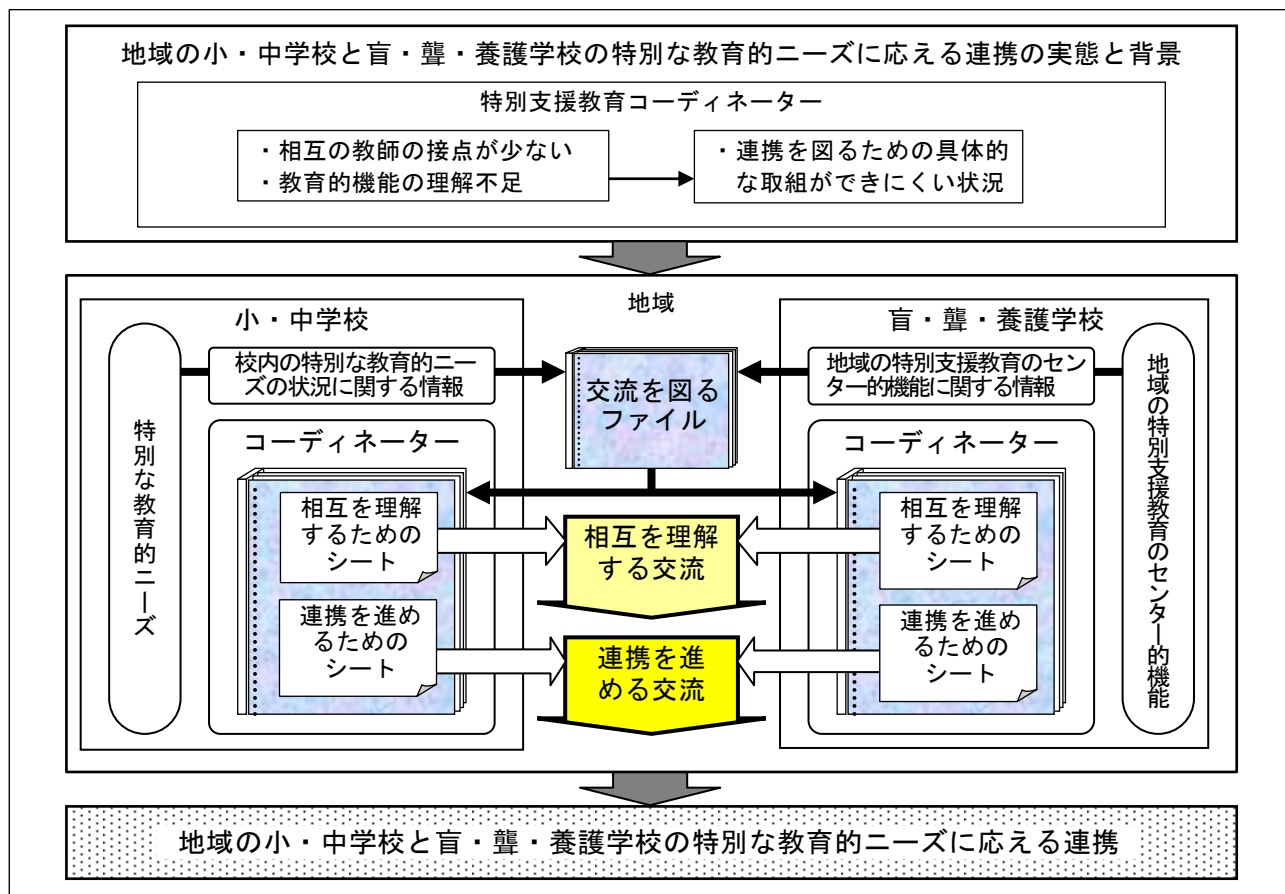 地域の小・中学校と盲・聾・養護学校の特別な教育的ニーズに応える連携の実態と背景
特別支援教育コーディネーター
・相互の教師の接点が少ない
・教育的機能の理解不足
・連携を図るための具体的
な取組ができにくい状況
地域
小・中学校
特別な教育的ニーズ
校内の特別な教育的ニー
ズの状況に関する情報
コーディネーター
相互を理解
するための
シート
連携を進め
るための
シート
交流を図る
ファイル
相互を理解
する交流
連携を進
める交流
盲・聾・養護学校
地域の特別支援教育のセン
ター的機能に関する情報
コーディネーター
相互を理解
するための
シート
連携を進め
るための
シート
地域の特別支援教育のセンター的機能
地域の小・中学校と盲・聾・養護学校の特別な教育的ニーズに応える連携